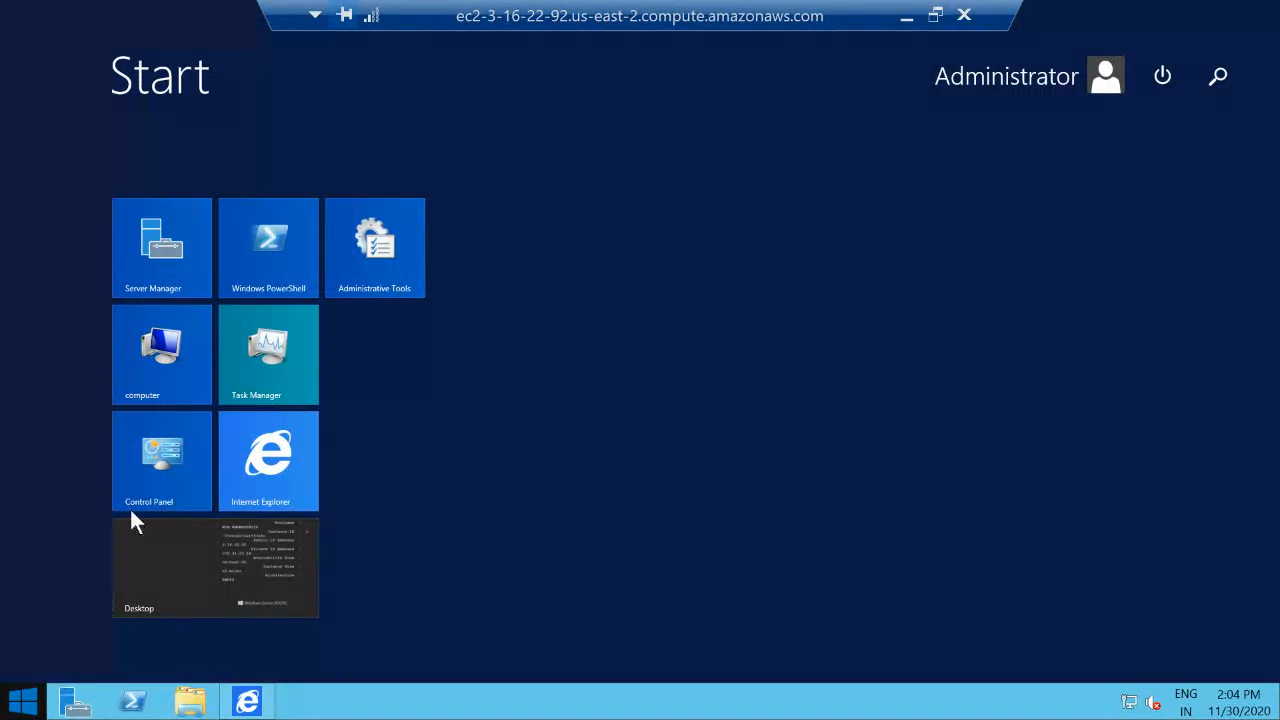 ec2-3-16-22-92.us-east-2.compute.amazonaws.com
Start
Administrator
Server Manager
Windows PowerShell
Administrative Tools
computer
Task Manager
Control Panel
Internet Explorer
Desktop
ENG
IN
2:04 PM
11/30/2020